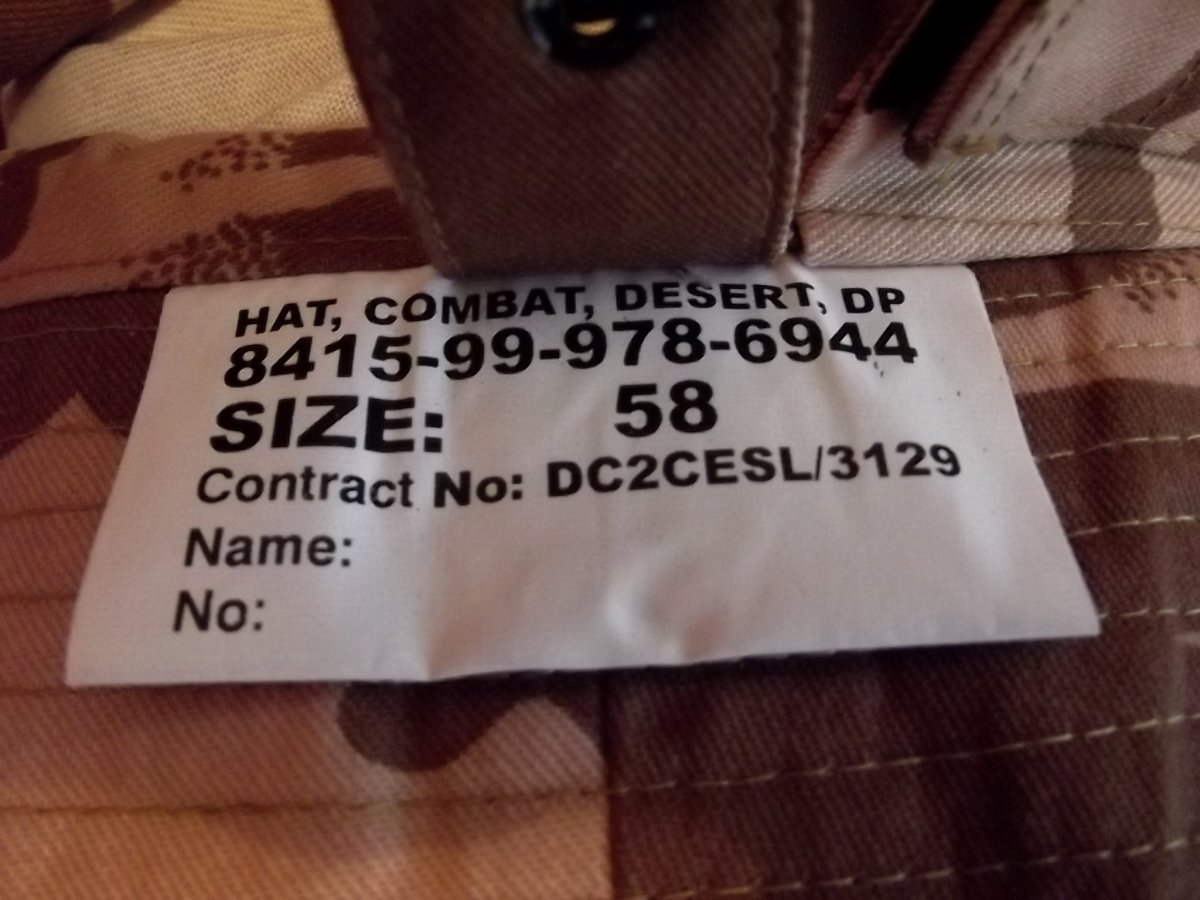 HAT, COMBAT, DESERT, DP
8415-99-978-6944
SIZE: 58
Contract No: DC2CESL/3129
Name:
No: